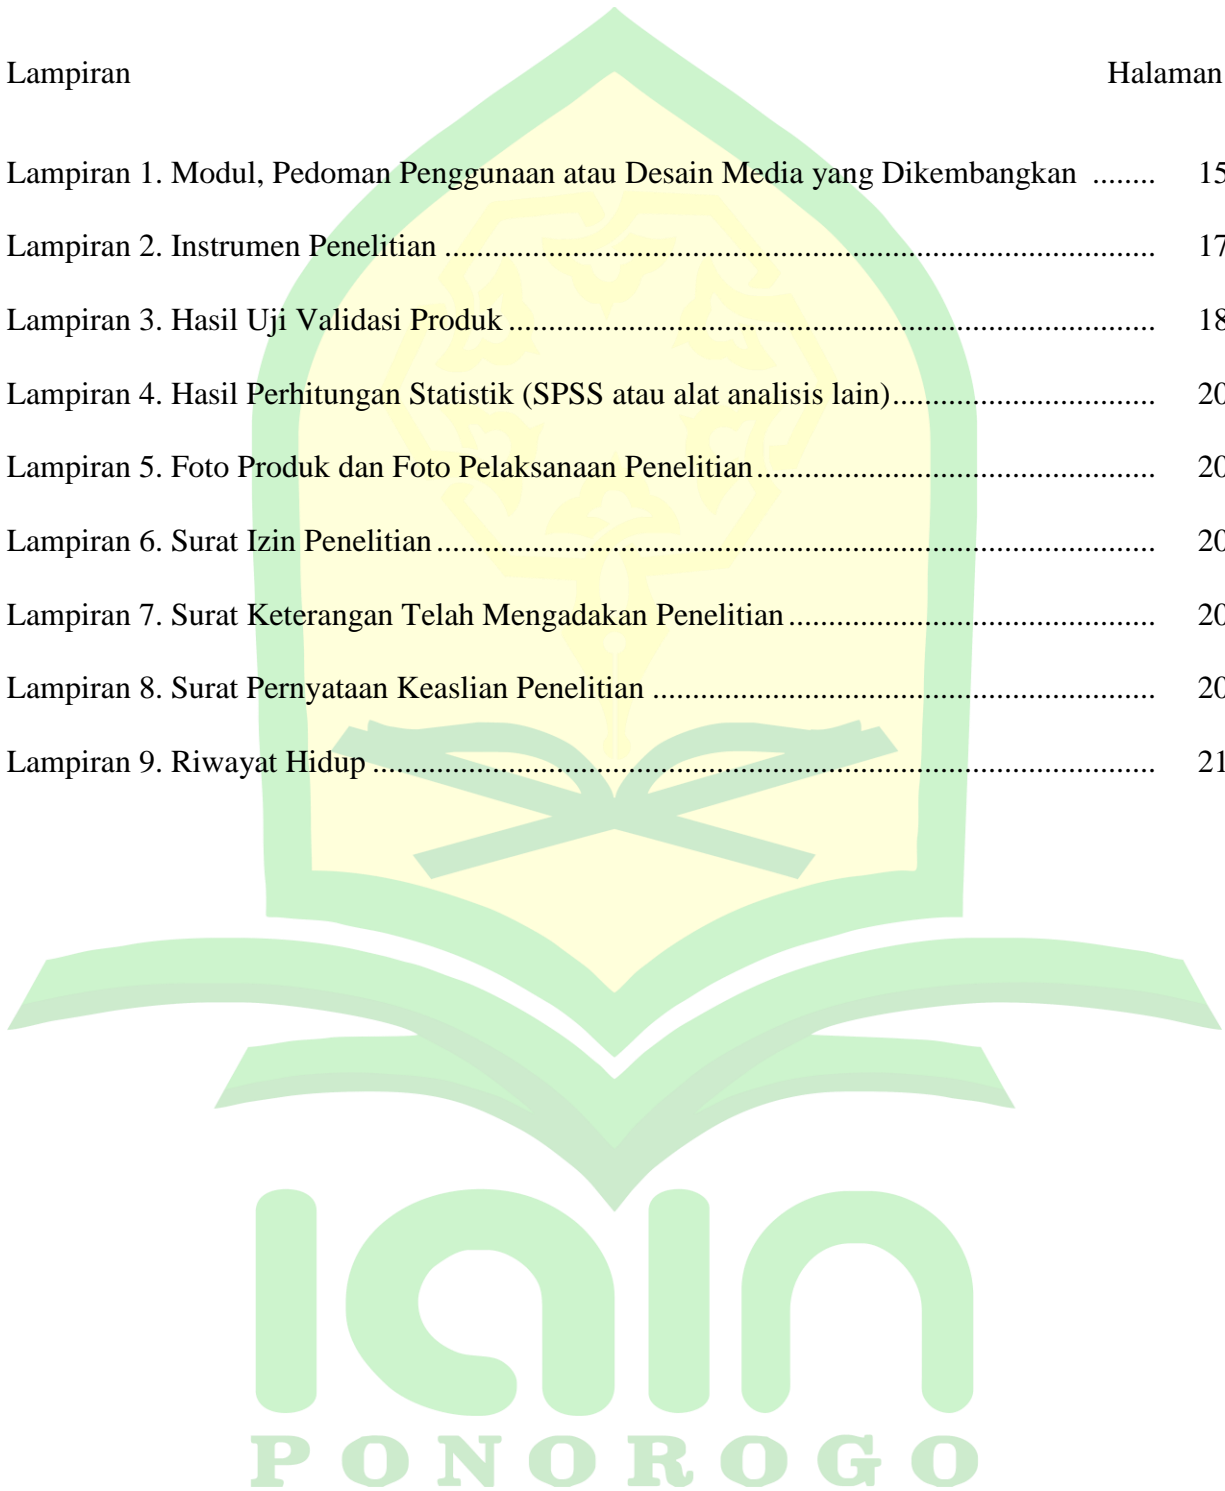 Lampiran Halaman
Lampiran 1. Modul, Pedoman Penggunaan atau Desain Media yang Dikembangkan ........ 15
Lampiran 2. Instrumen Penelitian ............................................................................................. 17
Lampiran 3. Hasil Uji Validasi Produk .................................................................................... 18
Lampiran 4. Hasil Perhitungan Statistik (SPSS atau alat analisis lain).................................. 20
Lampiran 5. Foto Produk dan Foto Pelaksanaan Penelitian .................................................... 20
Lampiran 6. Surat Izin Penelitian .............................................................................................. 20
Lampiran 7. Surat Keterangan Telah Mengadakan Penelitian ................................................ 20
Lampiran 8. Surat Pernyataan Keaslian Penelitian .................................................................. 20
Lampiran 9. Riwayat Hidup ...................................................................................................... 21
iain
PONOROGO